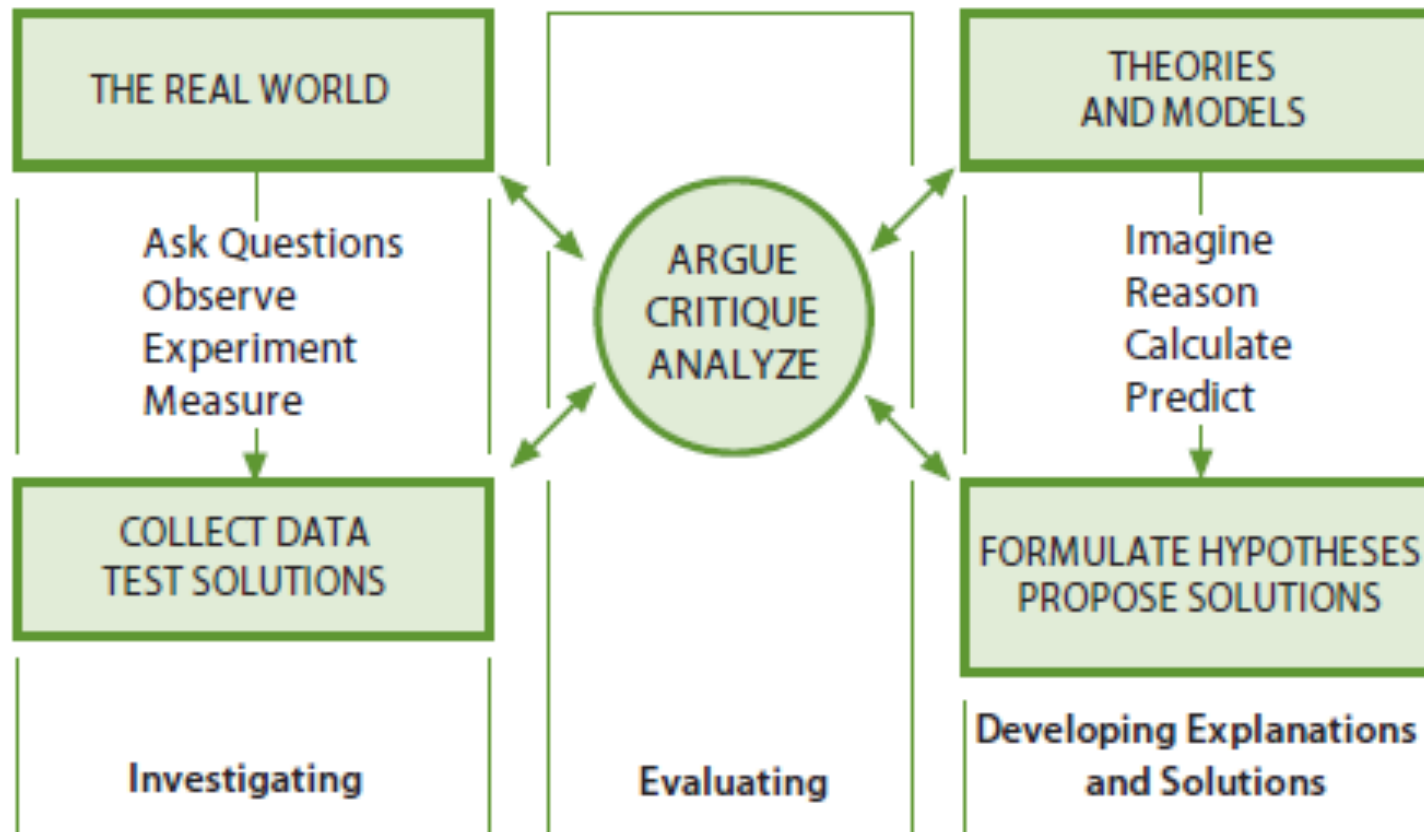 THE REAL WORLD
Ask Questions
Observe
Experiment
Measure
COLLECT DATA
TEST SOLUTIONS
Investigating
ARGUE
CRITIQUE
ANALYZE
Evaluating
THEORIES
AND MODELS
Imagine
Reason
Calculate
Predict
FORMULATE HYPOTHESES
PROPOSE SOLUTIONS
Developing Explanations
and Solutions